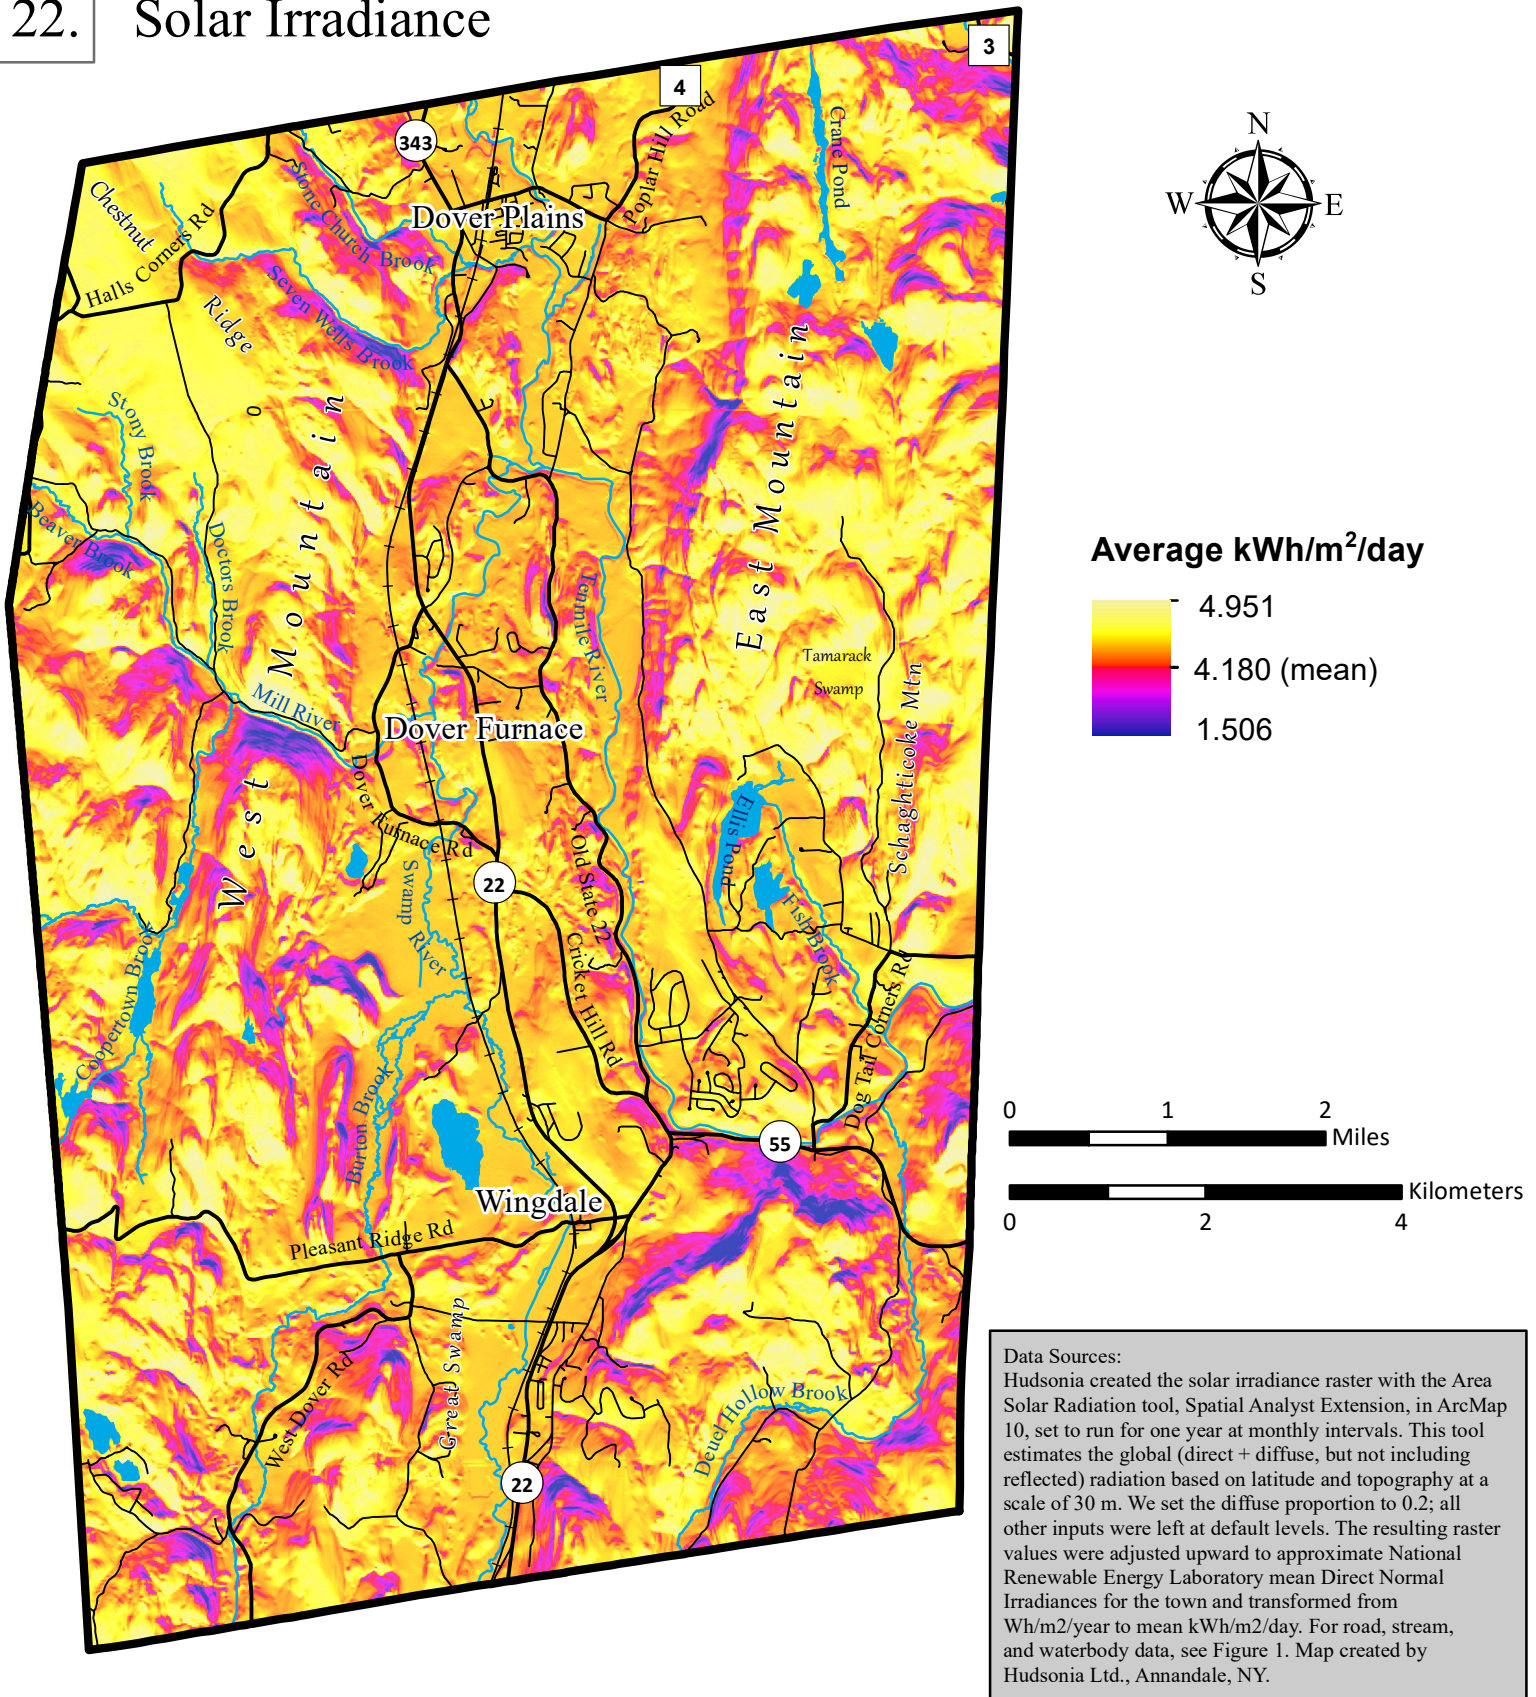 22. Solar Irradiance
3
4
343
Poplar Hill Road
Crane Pond
Chestnut
Ridge
Halls Corners Rd
Stone Church Brook
Dover Plains
Seven Wells Brook
0
Stony Brook
Beaver Brook
Doctors Brook
West Mountain
East Mountain
Tenmile River
Tamarack
Swamp
Schaghticoke Mtn
Mill River
Dover Furnace
Dover Furnace Rd
Ellis Pond
Swamp River
22
Old State 22
Cricket Hill Rd
Fish Brook
Dog Tail Corners Rd
Coopertown Brook
Burton Brook
55
Wingdale
Pleasant Ridge Rd
Great Swamp
West Dover Rd
Deuel Hollow Brook
22
N
W E
S
Average kWh/m²/day
4.951
4.180 (mean)
1.506
0 1 2
Miles
Kilometers
0 2 4
Data Sources:
Hudsonia created the solar irradiance raster with the Area
Solar Radiation tool, Spatial Analyst Extension, in ArcMap
10, set to run for one year at monthly intervals. This tool
estimates the global (direct + diffuse, but not including
reflected) radiation based on latitude and topography at a
scale of 30 m. We set the diffuse proportion to 0.2; all
other inputs were left at default levels. The resulting raster
values were adjusted upward to approximate National
Renewable Energy Laboratory mean Direct Normal
Irradiances for the town and transformed from
Wh/m2/year to mean kWh/m2/day. For road, stream,
and waterbody data, see Figure 1. Map created by
Hudsonia Ltd., Annandale, NY.